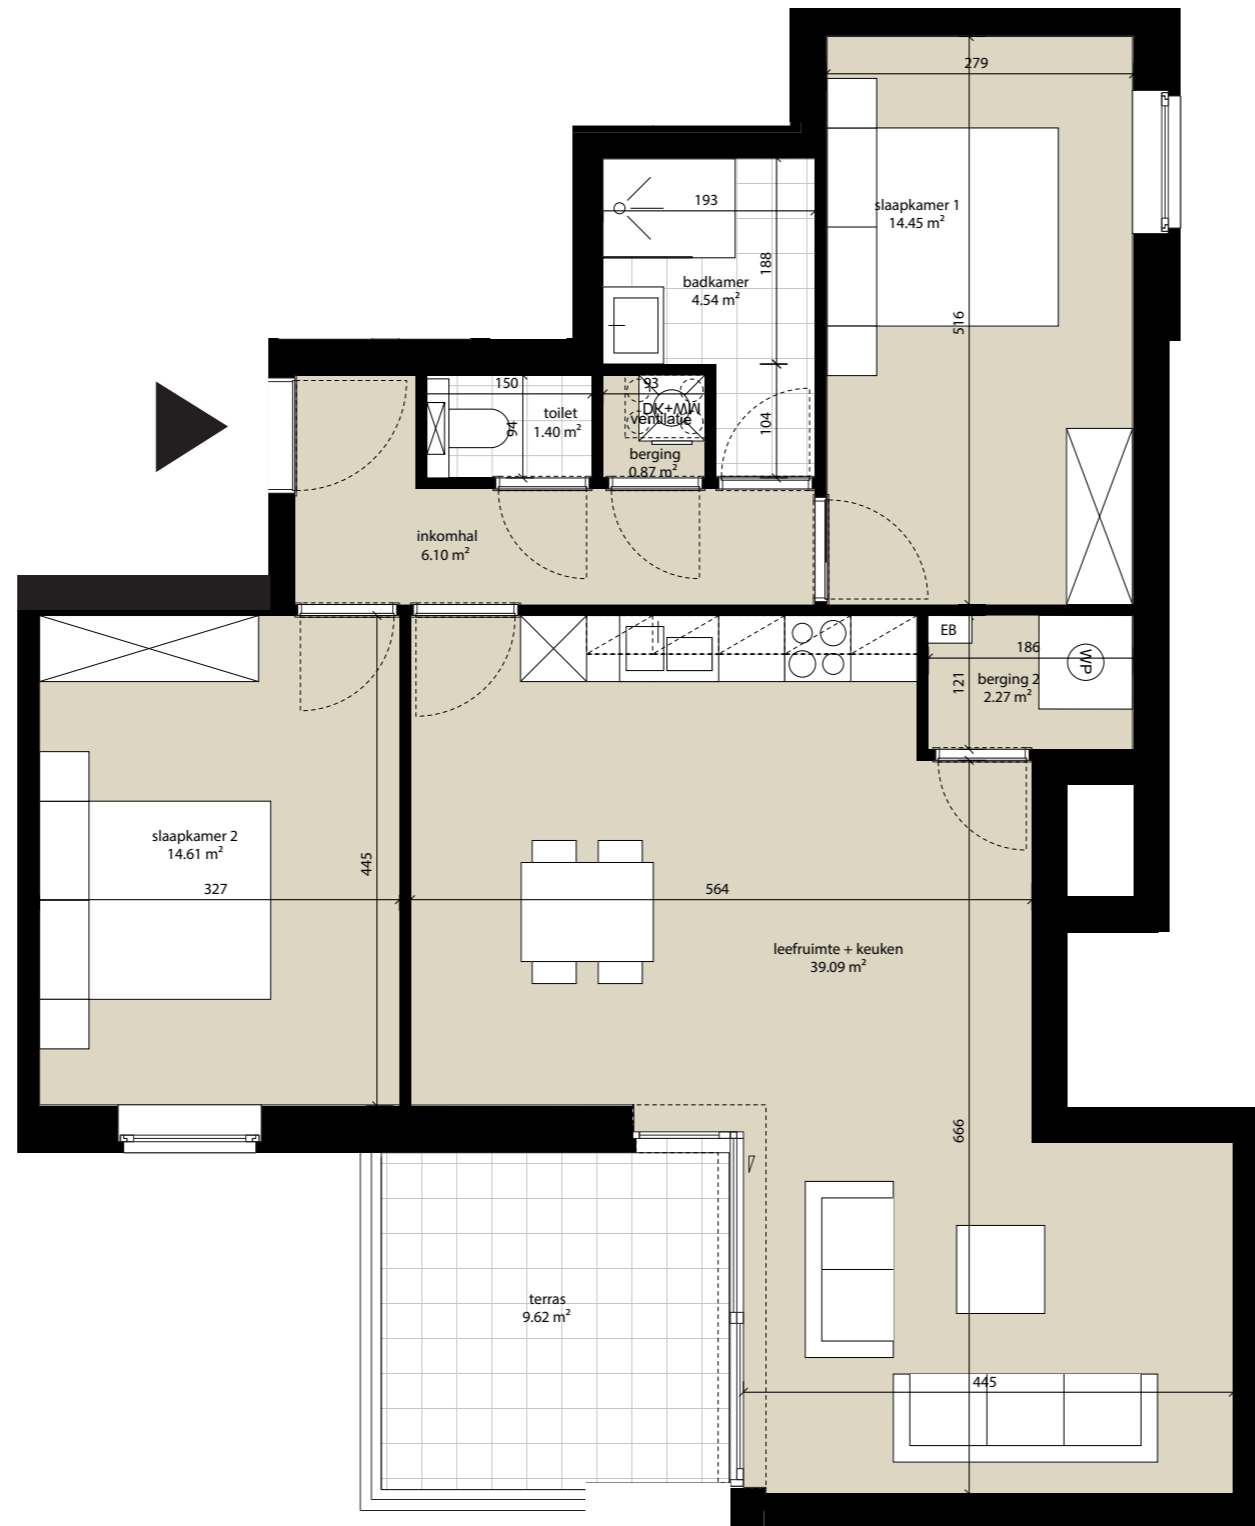 279
slaapkamer 1
14.45 m²
516
193
188
badkamer
4.54 m²
104
150
94
toilet
1.40 m²
93
DK+MW
ventilatie
berging
0.87 m²
inkomhal
6.10 m²
EB
186
WP
121
berging 2
2.27 m²
slaapkamer 2
14.61 m²
327
445
564
leefruimte + keuken
39.09 m²
666
terras
9.62 m²
445